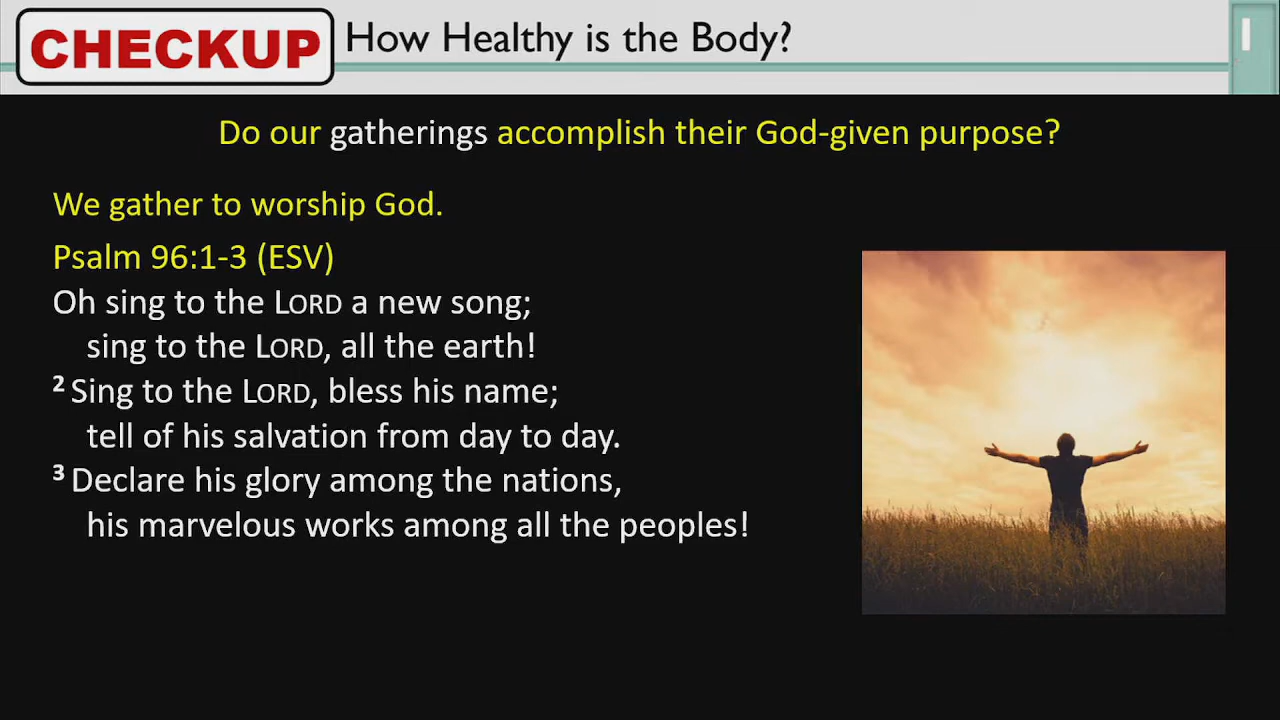 CHECKUP How Healthy is the Body?
Do our gatherings accomplish their God-given purpose?
We gather to worship God.
Psalm 96:1-3 (ESV)
Oh sing to the LORD a new song;
sing to the LORD, all the earth!
2 Sing to the LORD, bless his name;
tell of his salvation from day to day.
3 Declare his glory among the nations,
his marvelous works among all the peoples!